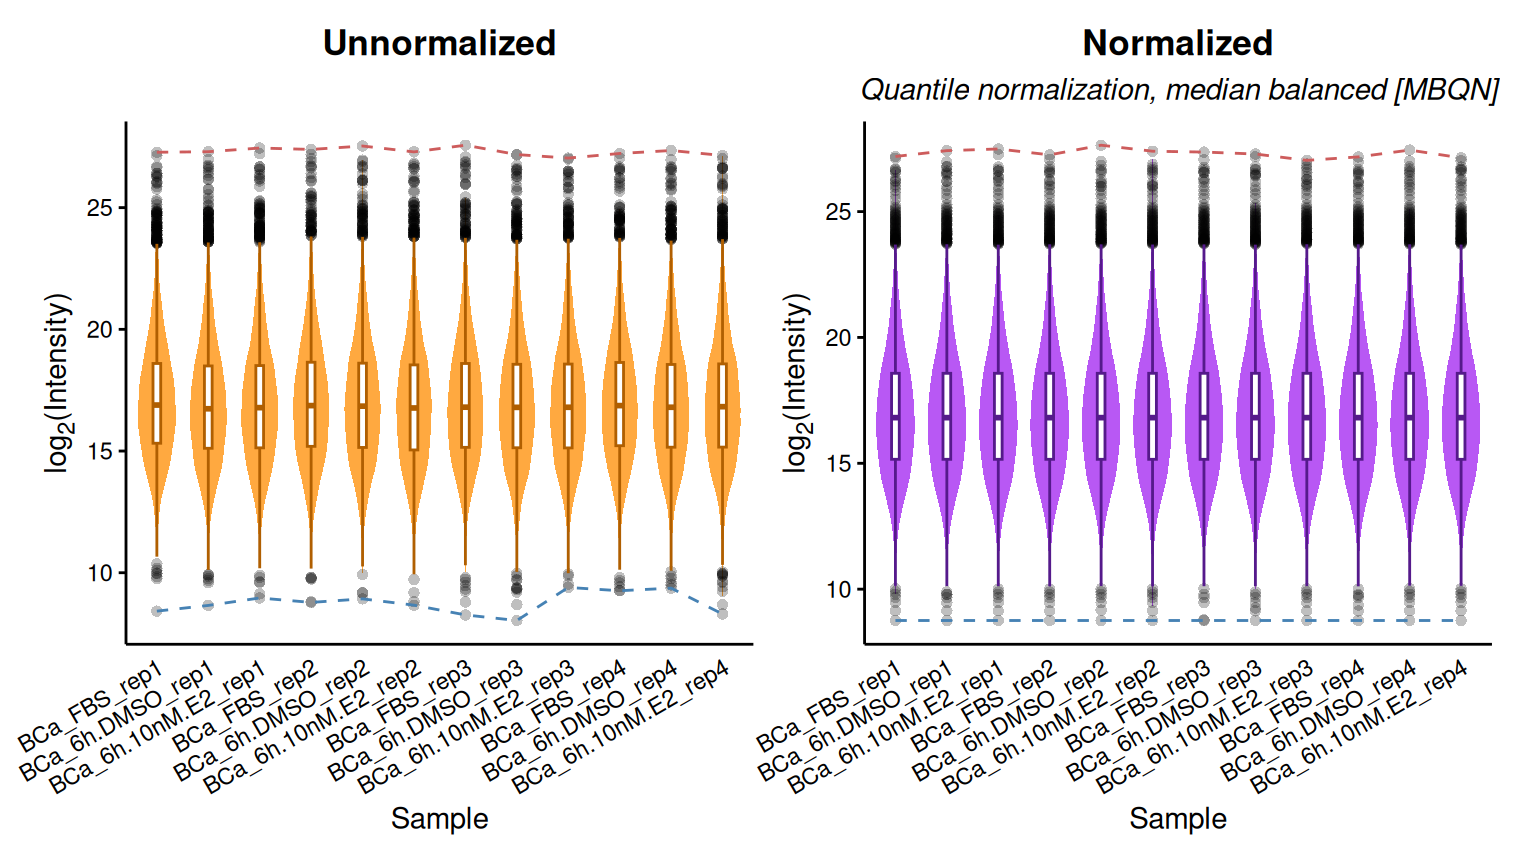 Unnormalized
log2(Intensity)
25
20
15
10
BCa_FBS_rep1
BCa_6h.DMSO_rep1
BCa_6h.10nM.E2_rep1
BCa_FBS_rep2
BCa_6h.DMSO_rep2
BCa_6h.10nM.E2_rep2
BCa_FBS_rep3
BCa_6h.DMSO_rep3
BCa_6h.10nM.E2_rep3
BCa_FBS_rep4
BCa_6h.DMSO_rep4
BCa_6h.10nM.E2_rep4
Sample
Normalized
Quantile normalization, median balanced [MBQN]
log2(Intensity)
25
20
15
10
BCa_FBS_rep1
BCa_6h.DMSO_rep1
BCa_6h.10nM.E2_rep1
BCa_FBS_rep2
BCa_6h.DMSO_rep2
BCa_6h.10nM.E2_rep2
BCa_FBS_rep3
BCa_6h.DMSO_rep3
BCa_6h.10nM.E2_rep3
BCa_FBS_rep4
BCa_6h.DMSO_rep4
BCa_6h.10nM.E2_rep4
Sample